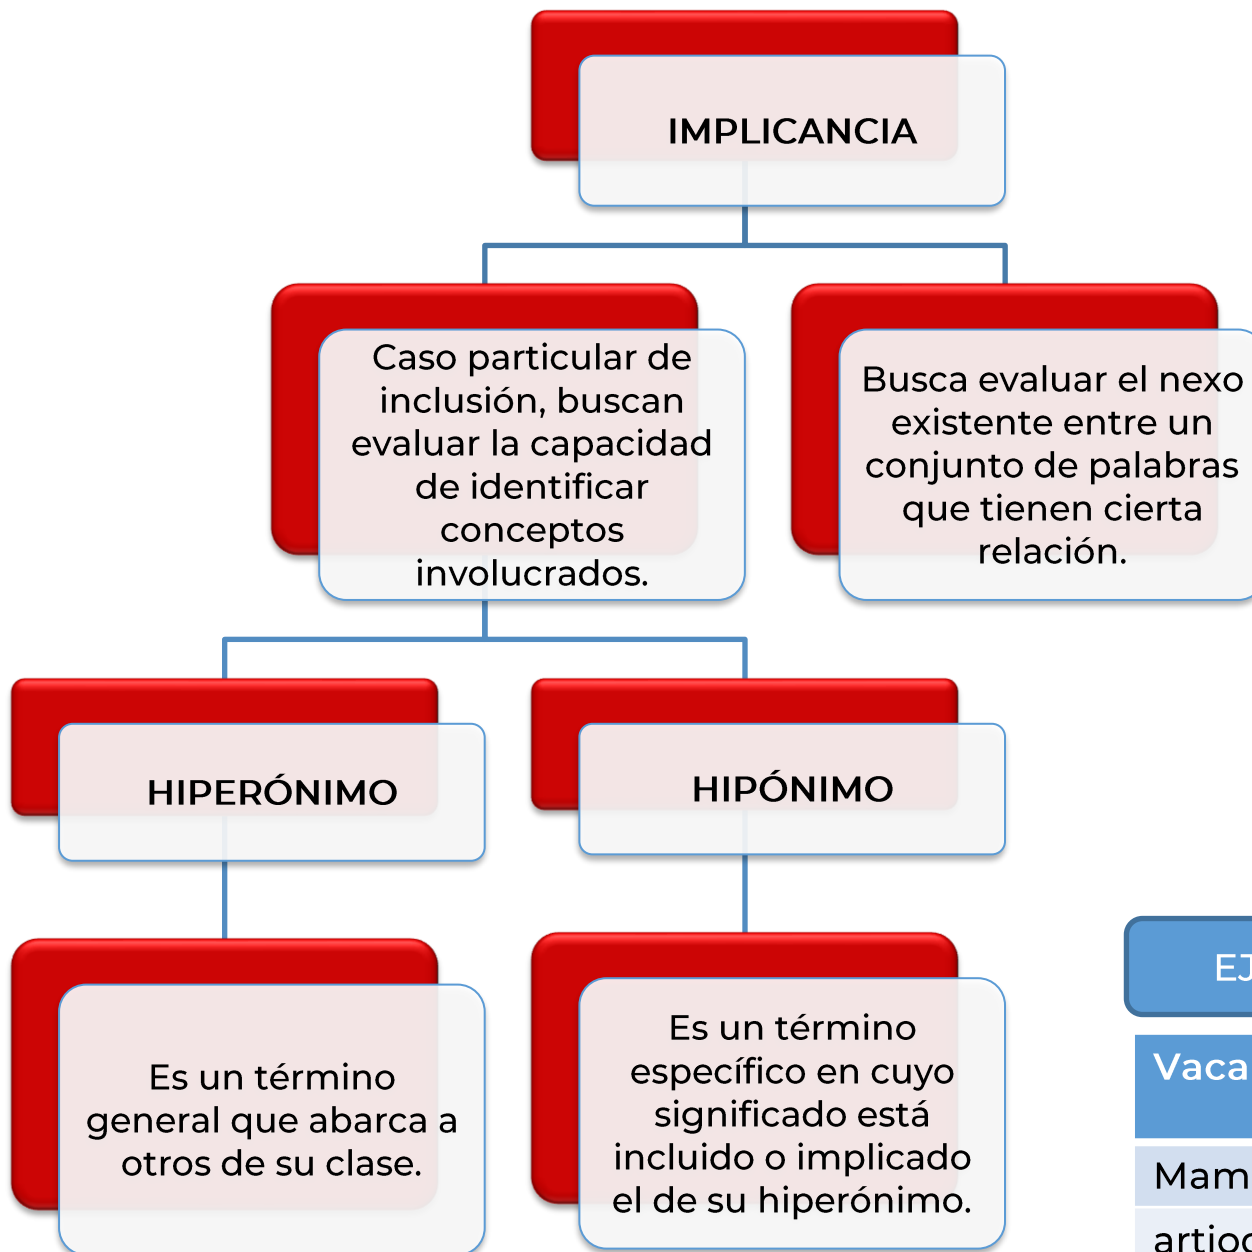 IMPLICANCIA
Caso particular de
inclusión, buscan
evaluar la capacidad
de identificar
conceptos
involucrados.
Busca evaluar el nexo
existente entre un
conjunto de palabras
que tienen cierta
relación.
HIPERÓNIMO
HIPÓNIMO
Es un término
general que abarca a
otros de su clase.
Es un término
específico en cuyo
significado está
incluido o implicado
el de su hiperónimo.
Vaca